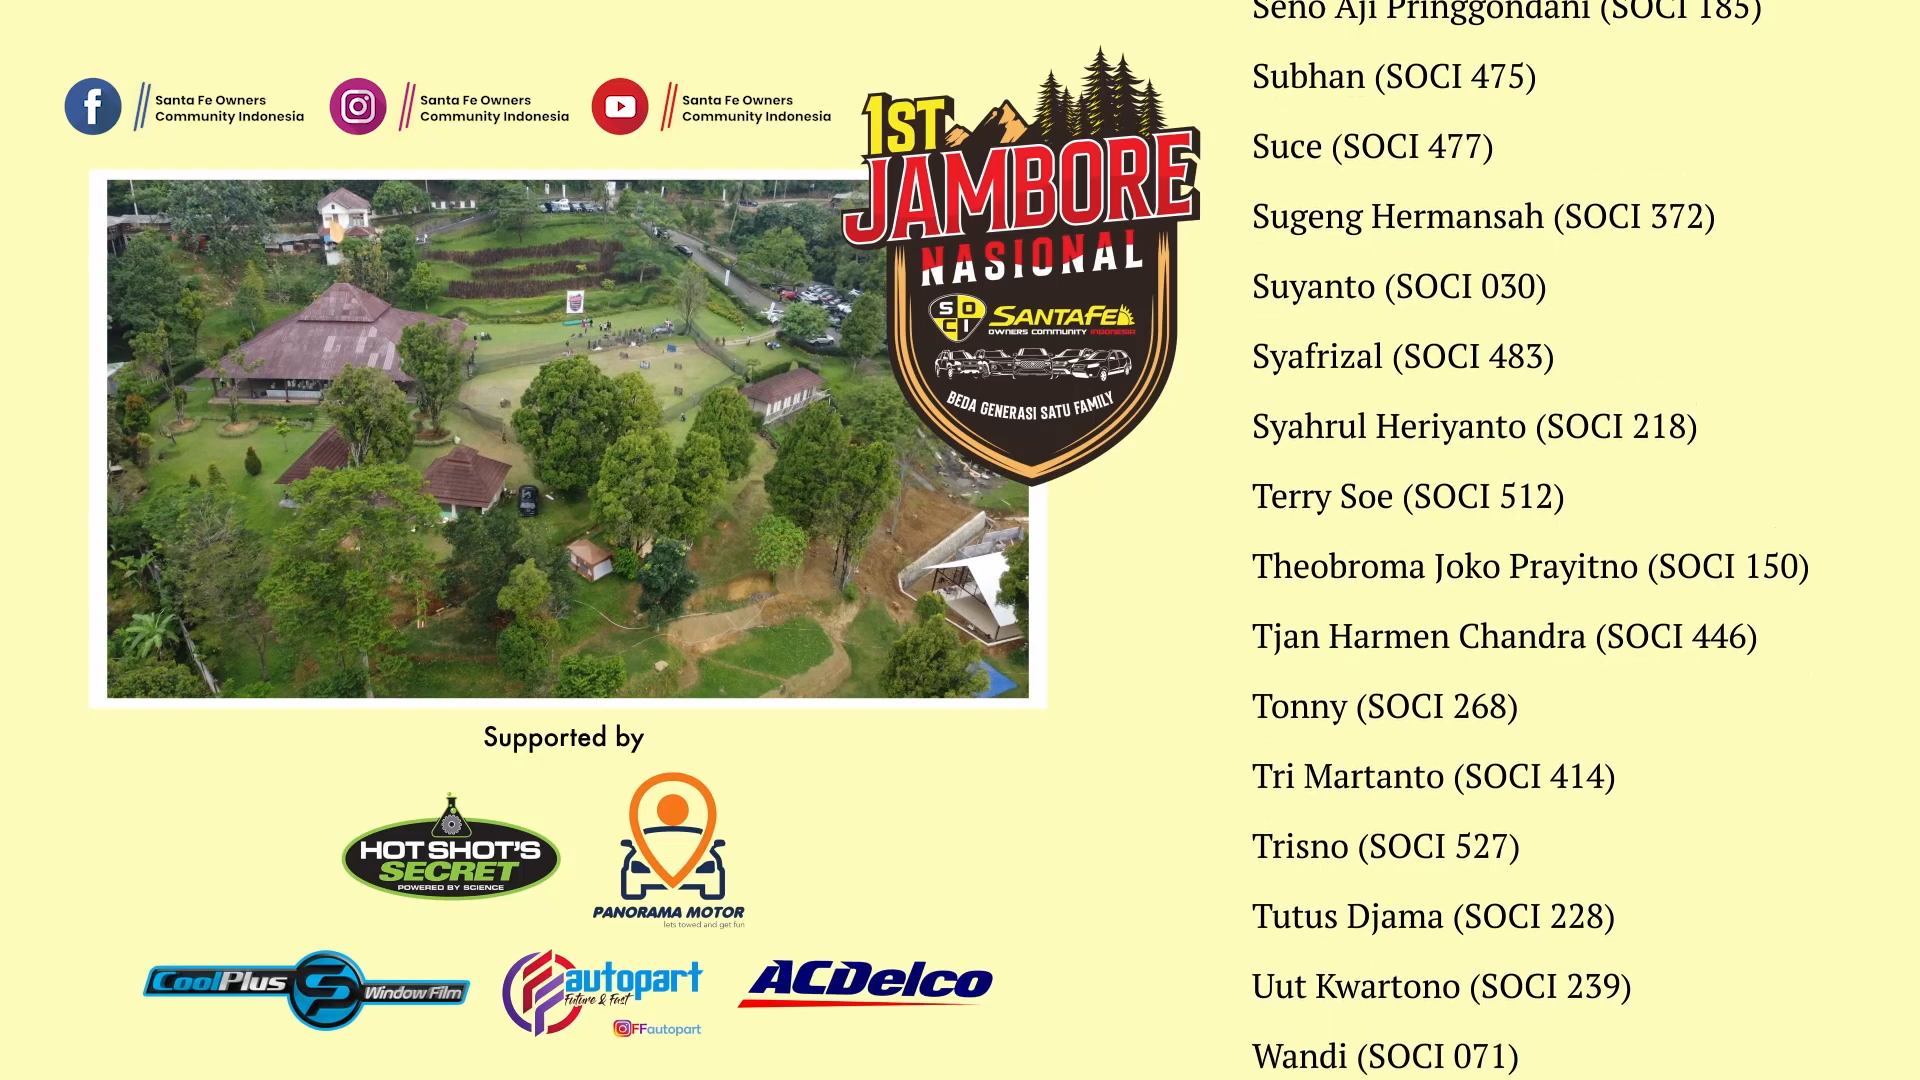 Santa Fe Owners
Community Indonesia
Santa Fe Owners
Community Indonesia
Santa Fe Owners
Community Indonesia
1ST
JAMBORE
NASIONAL
SOCI
SANTAFE
OWNERS COMMUNITY INDONESIA
BEDA GENERASI SATU FAMILY
Supported by
HOT SHOT'S
SECRET
POWERED BY SCIENCE
PANORAMA MOTOR
lets towed and get fun
CoolPlus
Window Film
autopart
Future & Fast
FFautopart
ACDelco
Seno Aji Pringgondani (SOCI 185)
Subhan (SOCI 475)
Suce (SOCI 477)
Sugeng Hermansah (SOCI 372)
Suyanto (SOCI 030)
Syafrizal (SOCI 483)
Syahrul Heriyanto (SOCI 218)
Terry Soe (SOCI 512)
Theobroma Joko Prayitno (SOCI 150)
Tjan Harmen Chandra (SOCI 446)
Tonny (SOCI 268)
Tri Martanto (SOCI 414)
Trisno (SOCI 527)
Tutus Djama (SOCI 228)
Uut Kwartono (SOCI 239)
Wandi (SOCI 071)